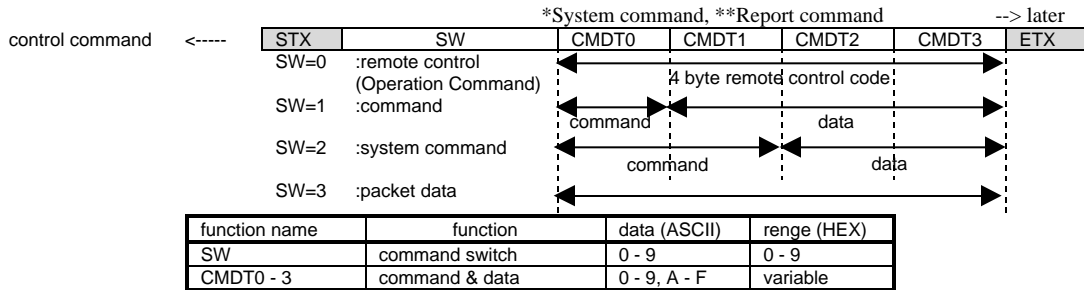 *System command, **Report command --> later
control command <----- STX SW CMDT0 CMDT1 CMDT2 CMDT3 ETX
SW=0 :remote control
4 byte remote control code
(Operation Command)
SW=1 :command
command data
SW=2 :system command
command data
SW=3 :packet data
function name function data (ASCII) renge (HEX)
SW command switch 0 - 9 0 - 9
CMDT0 - 3 command & data 0 - 9, A - F variable